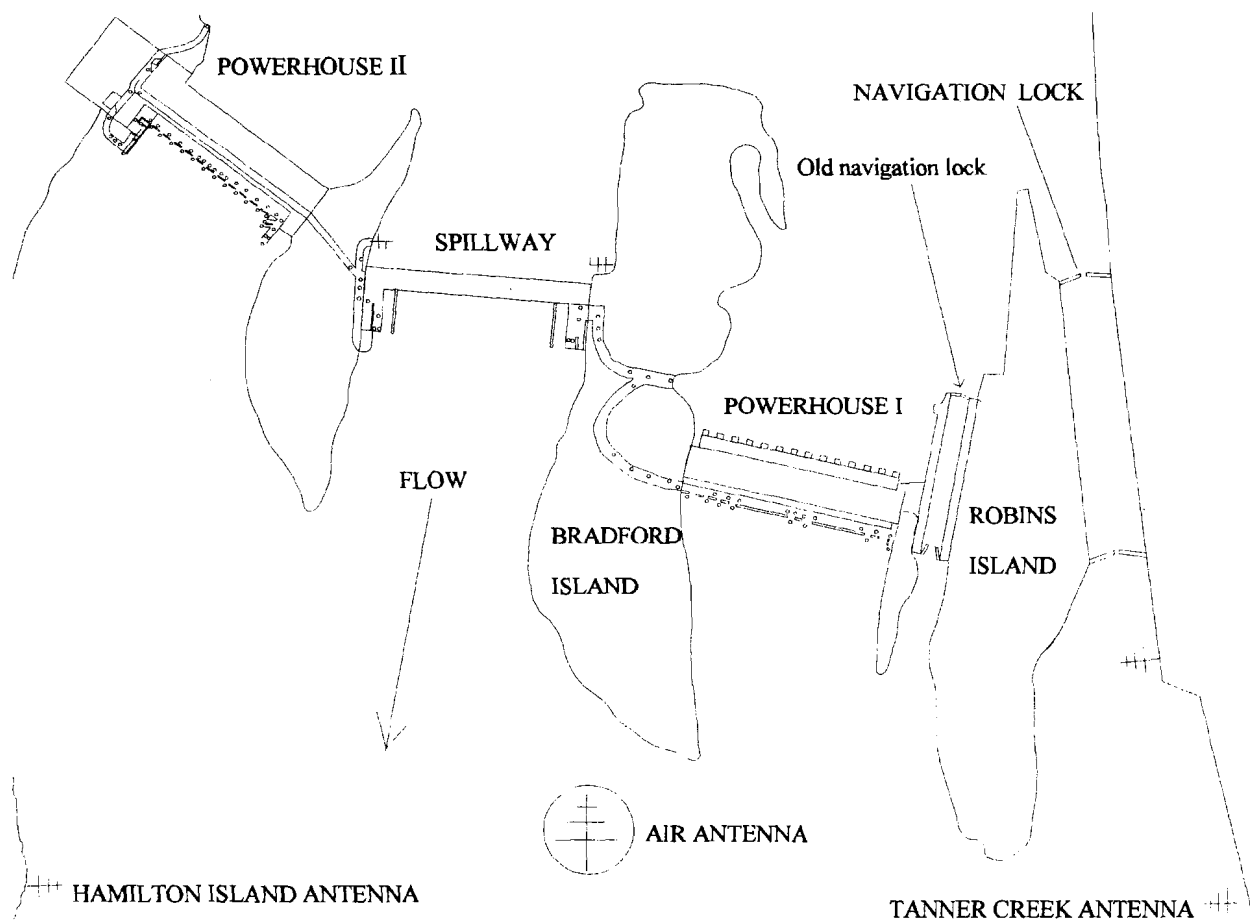 POWERHOUSE II
NAVIGATION LOCK
Old navigation lock
SPILLWAY
POWERHOUSE I
FLOW
BRADFORD
ISLAND
ROBINS
ISLAND
AIR ANTENNA
HAMILTON ISLAND ANTENNA
TANNER CREEK ANTENNA